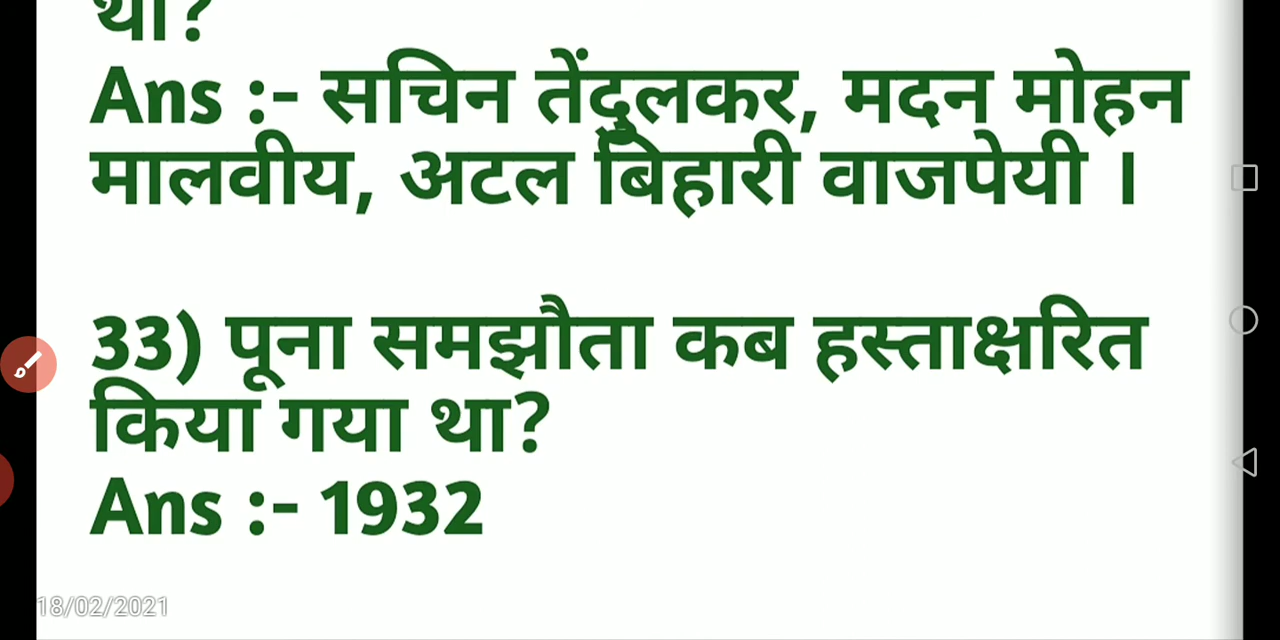 था?
Ans :- सचिन तेंदुलकर, मदन मोहन
मालवीय, अटल बिहारी वाजपेयी ।
33) पूना समझौता कब हस्ताक्षरित
किया गया था?
Ans :- 1932
18/02/2021